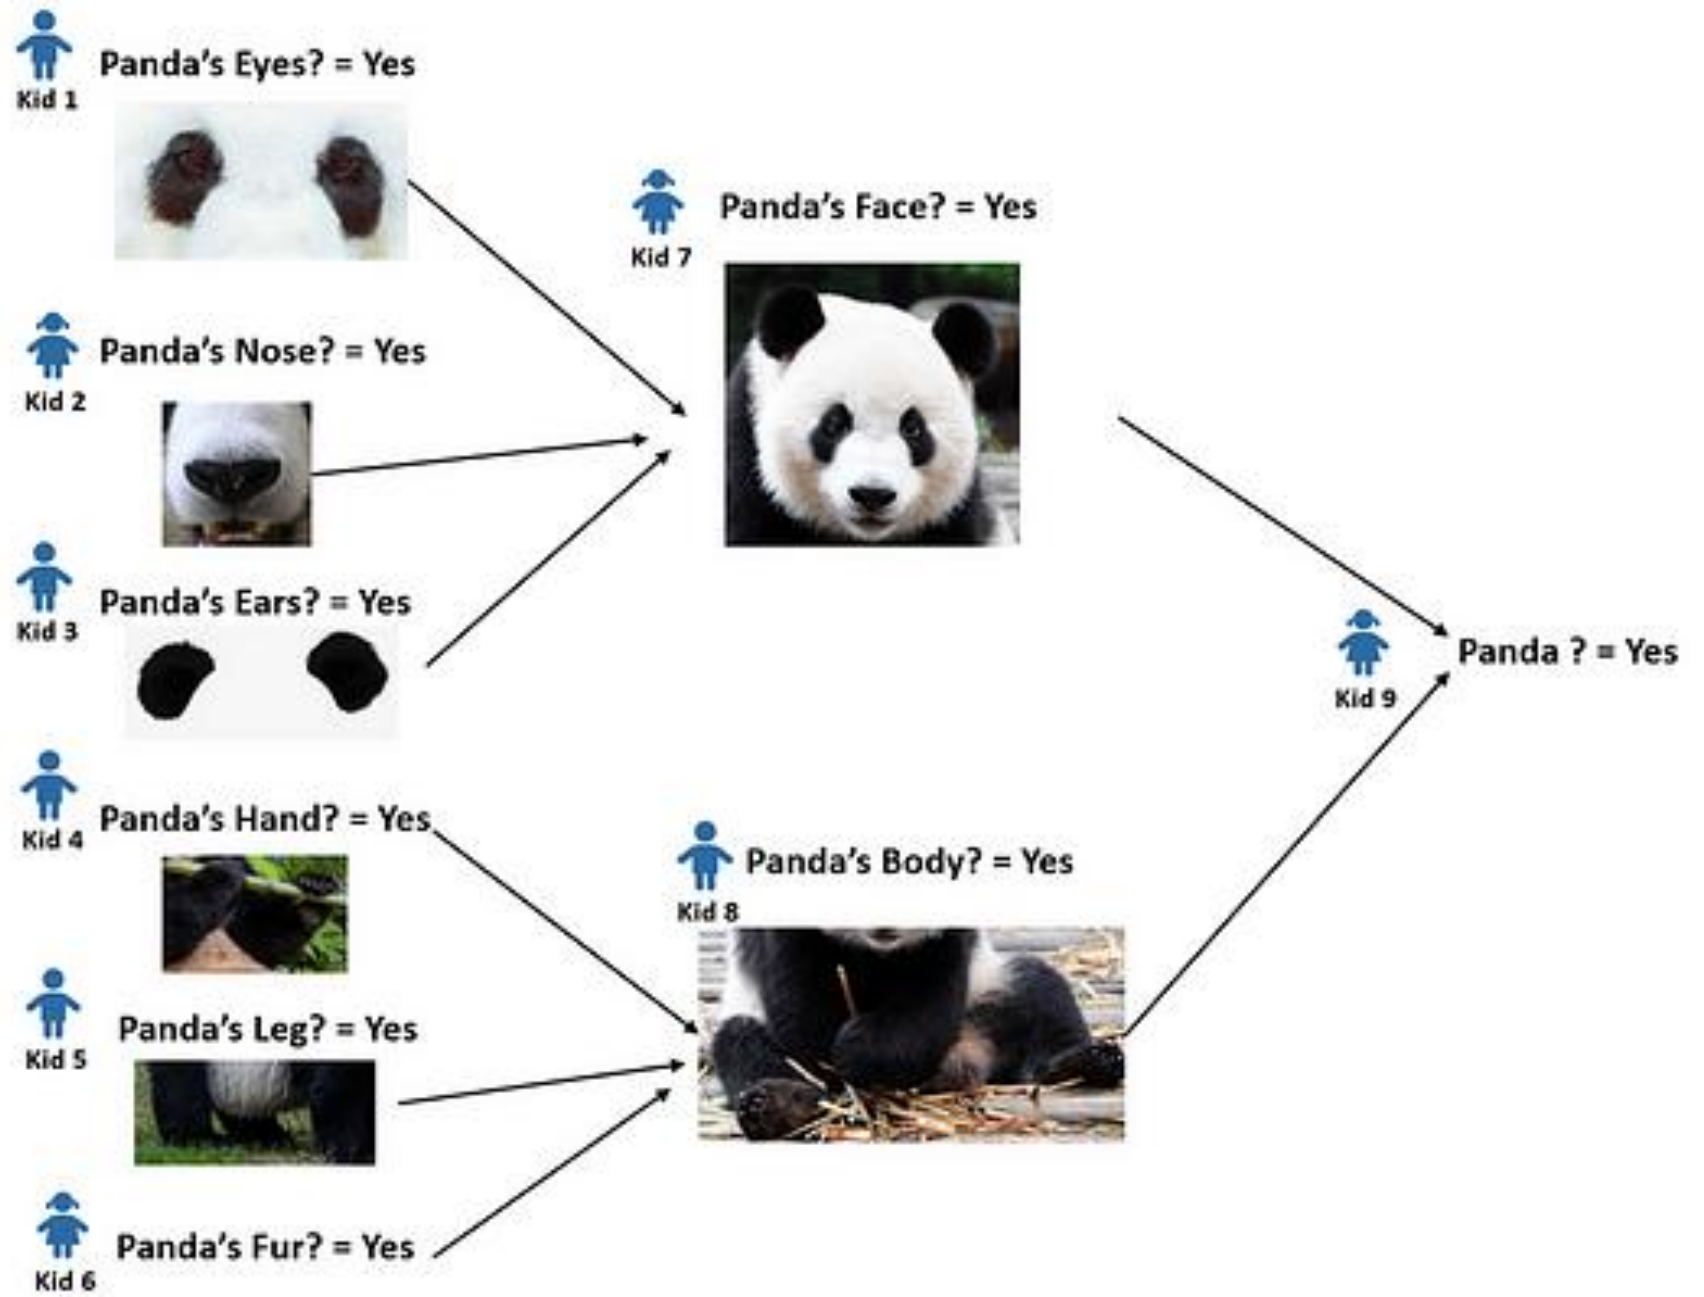 Panda's Eyes? = Yes
Kid 1
Panda's Nose? = Yes
Kid 2
Panda's Ears? = Yes
Kid 3
Panda's Hand? = Yes
Kid 4
Panda's Leg? = Yes
Kid 5
Panda's Fur? = Yes
Kid 6
Panda's Face? = Yes
Kid 7
Panda's Body? = Yes
Kid 8
Panda ? = Yes
Kid 9